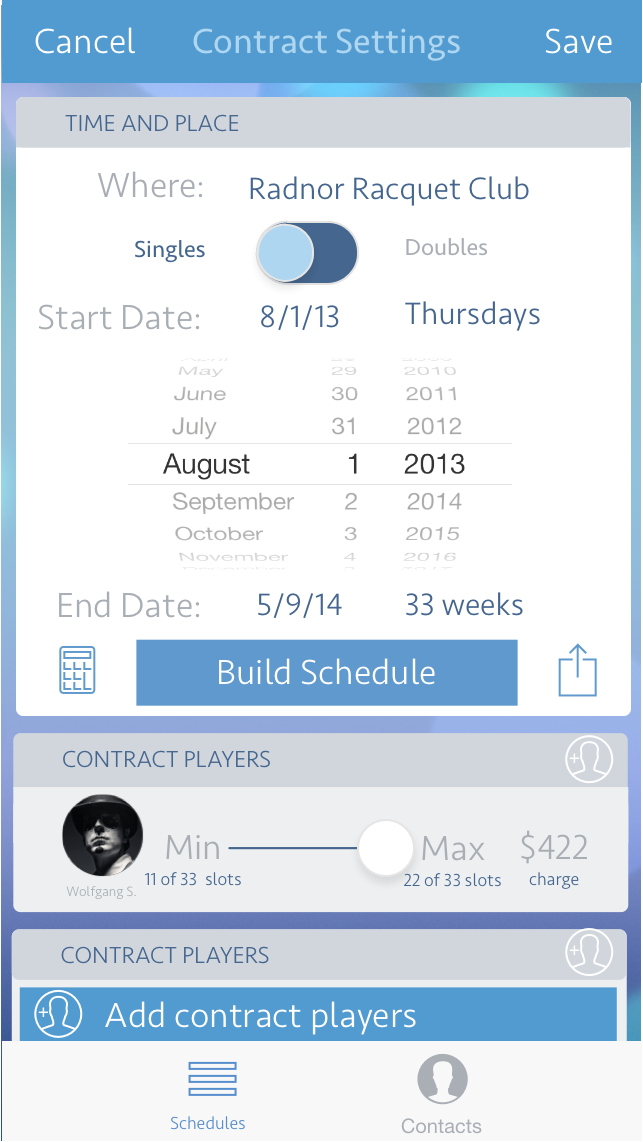 Cancel Contract Settings Save
TIME AND PLACE
Where: Radnor Racquet Club
Singles Doubles
Start Date: 8/1/13 Thursdays
April
May 29 2010
June 30 2011
July 31 2012
August 1 2013
September 2 2014
October 3 2015
November 4 2016
End Date: 5/9/14 33 weeks
Build Schedule
CONTRACT PLAYERS
Min Max $422
11 of 33 slots 22 of 33 slots charge
Wolfgang S.
CONTRACT PLAYERS
Add contract players
Schedules Contacts